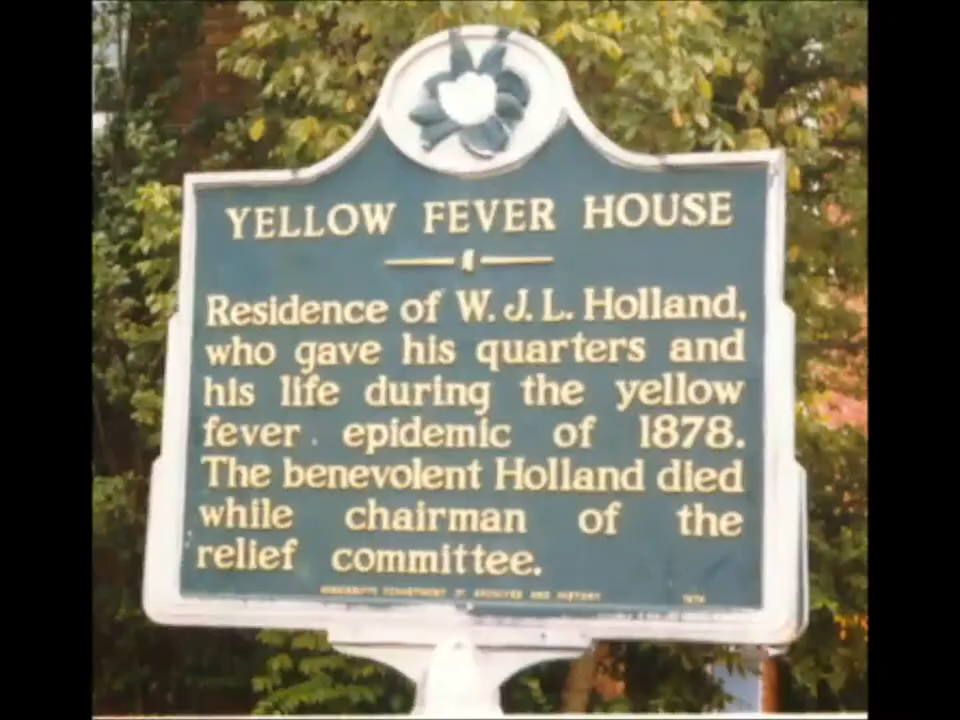 YELLOW FEVER HOUSE
Residence of W. J. L. Holland,
who gave his quarters and
his life during the yellow
fever epidemic of 1878.
The benevolent Holland died
while chairman of the
relief committee.
MISSISSIPPI DEPARTMENT OF ARCHIVES AND HISTORY